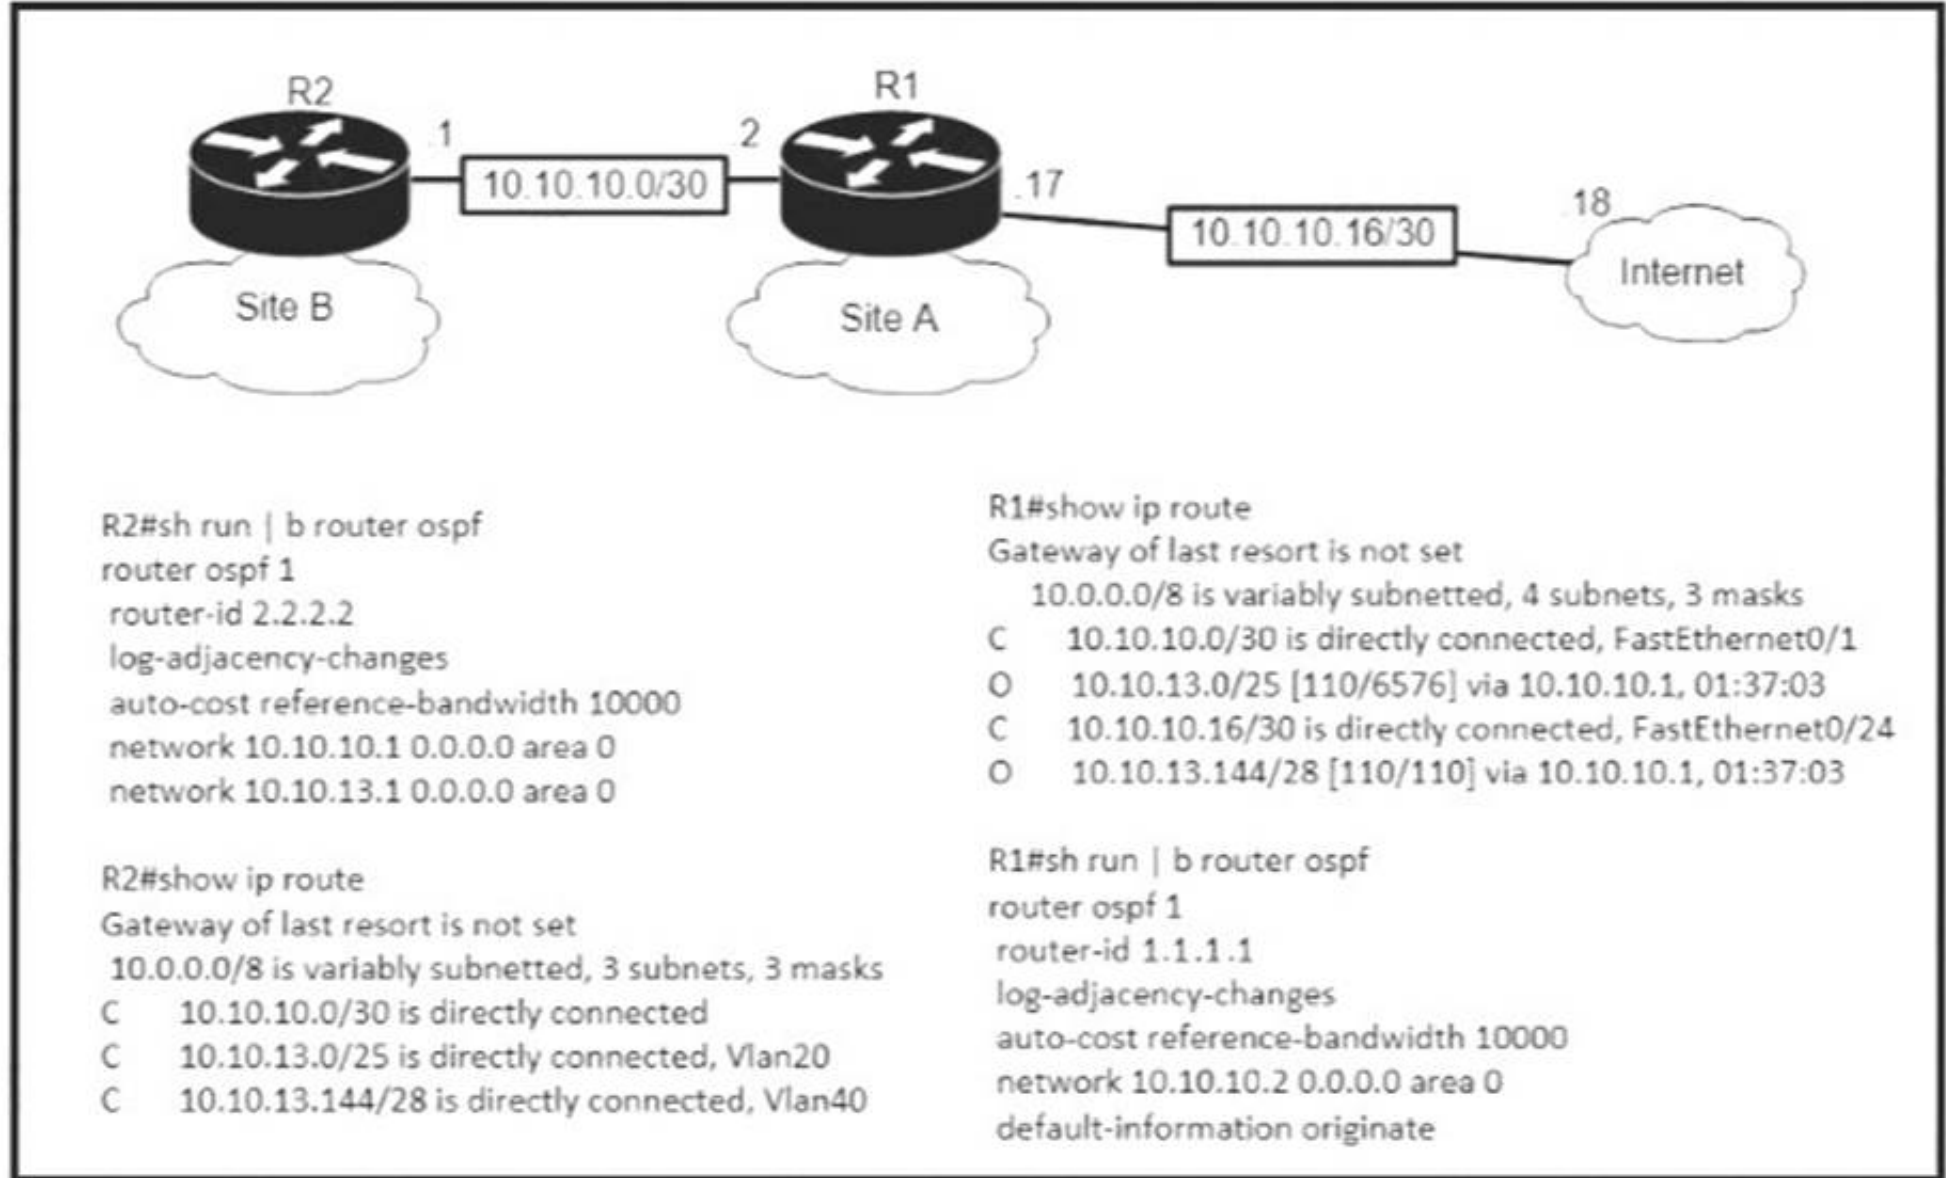 R2
R1
.1
.2
10.10.10.0/30
.17
10.10.10.16/30
.18
Internet
Site B
Site A
R2#sh run | b router ospf
router ospf 1
router-id 2.2.2.2
log-adjacency-changes
auto-cost reference-bandwidth 10000
network 10.10.10.1 0.0.0.0 area 0
network 10.10.13.1 0.0.0.0 area 0
R2#show ip route
Gateway of last resort is not set
10.0.0.0/8 is variably subnetted, 3 subnets, 3 masks
C 10.10.10.0/30 is directly connected
C 10.10.13.0/25 is directly connected, Vlan20
C 10.10.13.144/28 is directly connected, Vlan40
R1#show ip route
Gateway of last resort is not set
10.0.0.0/8 is variably subnetted, 4 subnets, 3 masks
C 10.10.10.0/30 is directly connected, FastEthernet0/1
O 10.10.13.0/25 [110/6576] via 10.10.10.1, 01:37:03
C 10.10.10.16/30 is directly connected, FastEthernet0/24
O 10.10.13.144/28 [110/110] via 10.10.10.1, 01:37:03
R1#sh run | b router ospf
router ospf 1
router-id 1.1.1.1
log-adjacency-changes
auto-cost reference-bandwidth 10000
network 10.10.10.2 0.0.0.0 area 0
default-information originate